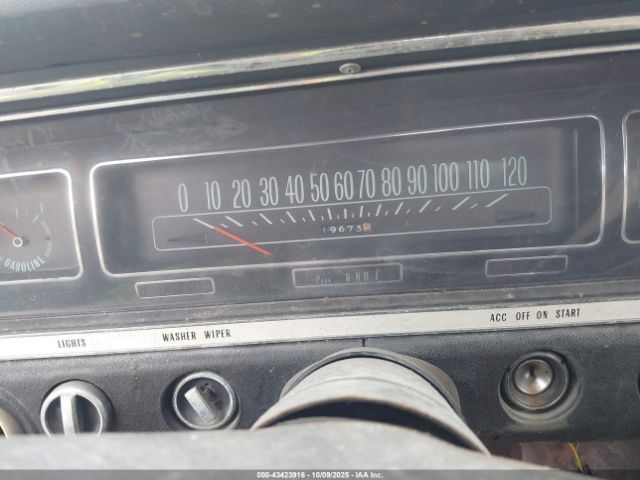 0 10 20 30 40 50 60 70 80 90 100 110 120
F
GASOLINE
19673
R N D
WASHER WIPER
ACC OFF ON START
LIGHTS
000-43423916 - 10/09/2025 - IAA Inc.